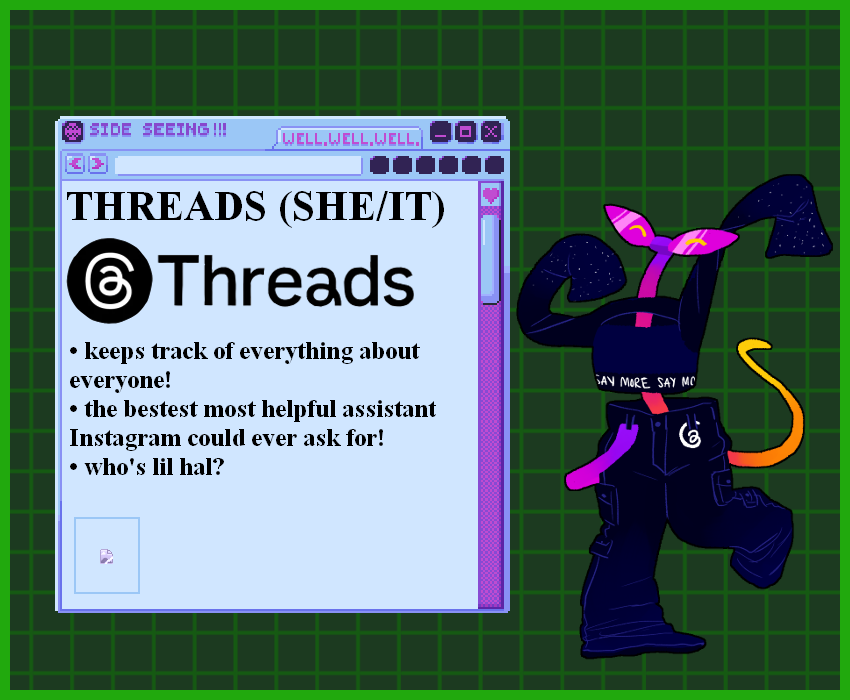 SIDE SEEING!!!
WELL.WELL.WELL.
THREADS (SHE/IT)
Threads
• keeps track of everything about
everyone!
• the bestest most helpful assistant
Instagram could ever ask for!
• who's lil hal?
SAY MORE SAY MO